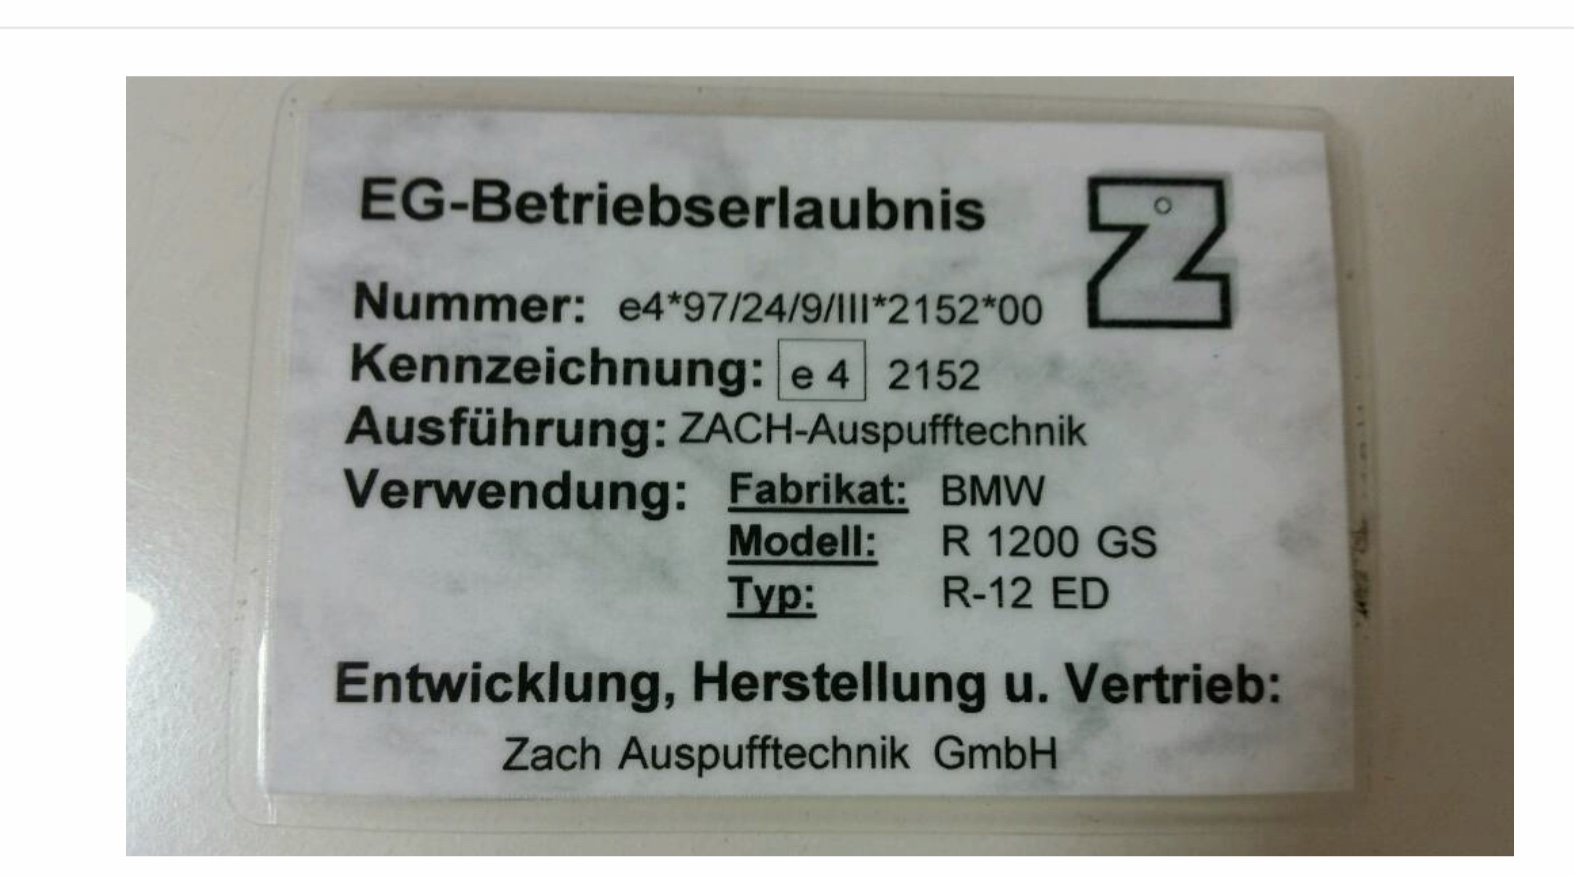 EG-Betriebserlaubnis
Z
Nummer: e4*97/24/9/III*2152*00
Kennzeichnung: e 4 2152
Ausführung: ZACH-Auspufftechnik
Verwendung: Fabrikat: BMW
Modell: R 1200 GS
Typ: R-12 ED
Entwicklung, Herstellung u. Vertrieb:
Zach Auspufftechnik GmbH